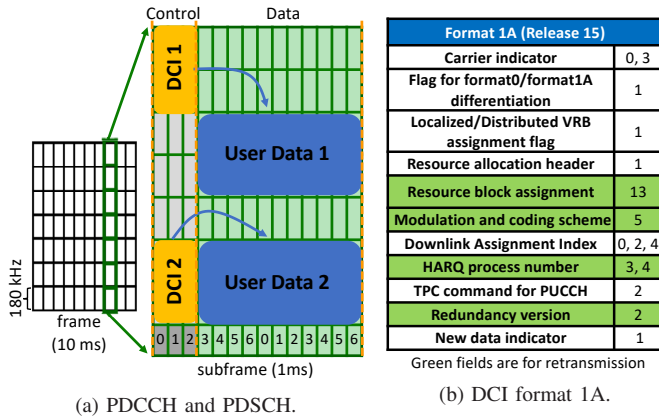 Control Data
DCI 1
User Data 1
DCI 2
User Data 2
180 kHz
frame
(10 ms)
0 1 2 3 4 5 6 0 1 2 3 4 5 6
subframe (1ms)
(a) PDCCH and PDSCH.
Format 1A (Release 15)
Carrier indicator 0, 3
Flag for format0/format1A
differentiation 1
Localized/Distributed VRB
assignment flag 1
Resource allocation header 1
Resource block assignment 13
Modulation and coding scheme 5
Downlink Assignment Index 0, 2, 4
HARQ process number 3, 4
TPC command for PUCCH 2
Redundancy version 2
New data indicator 1
Green fields are for retransmission
(b) DCI format 1A.